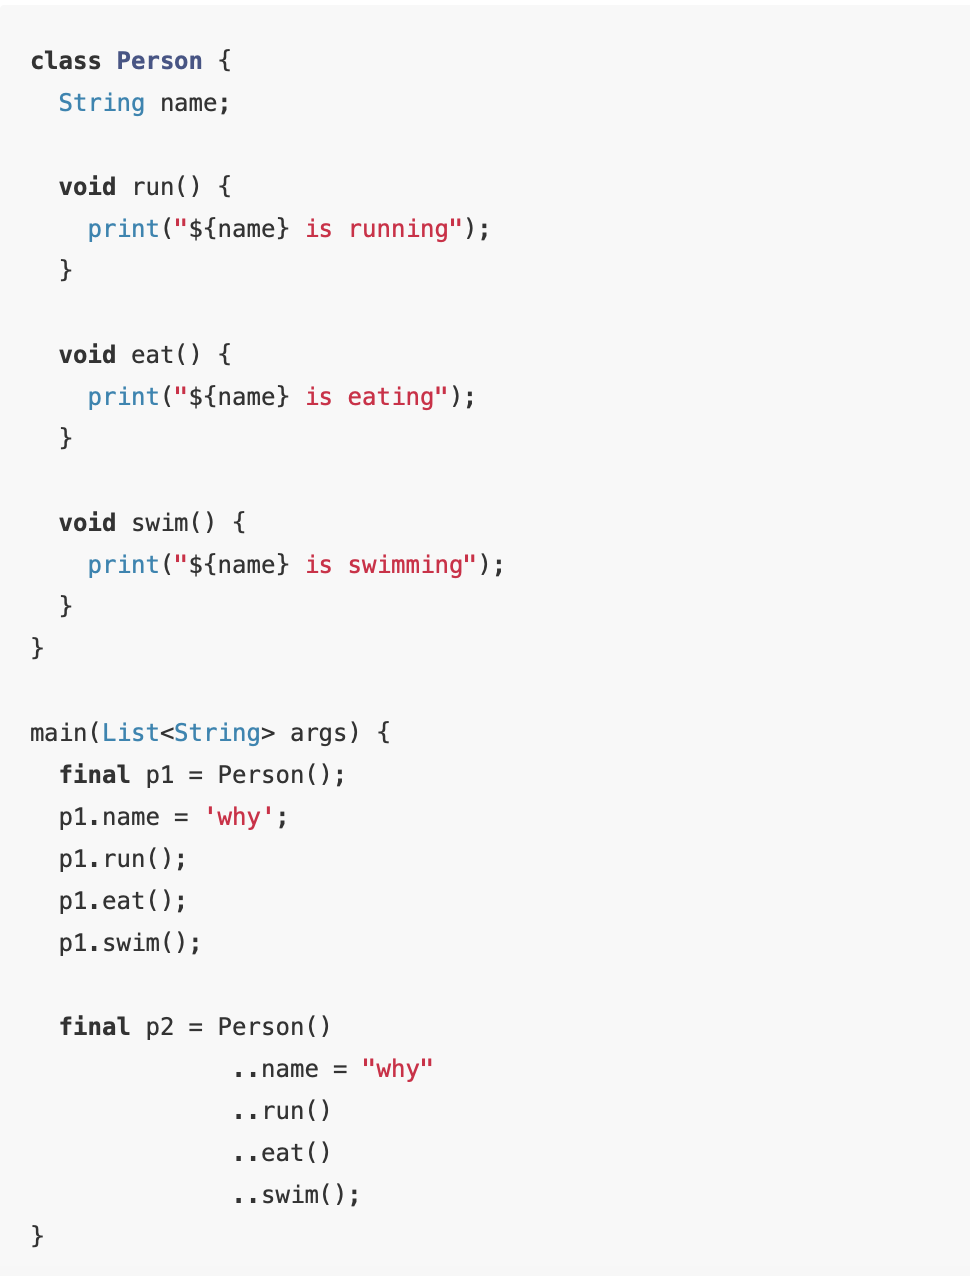 class Person {
  String name;

  void run() {
    print("${name} is running");
  }

  void eat() {
    print("${name} is eating");
  }

  void swim() {
    print("${name} is swimming");
  }
}

main(List<String> args) {
  final p1 = Person();
  p1.name = 'why';
  p1.run();
  p1.eat();
  p1.swim();

  final p2 = Person()
              ..name = "why"
              ..run()
              ..eat()
              ..swim();
}